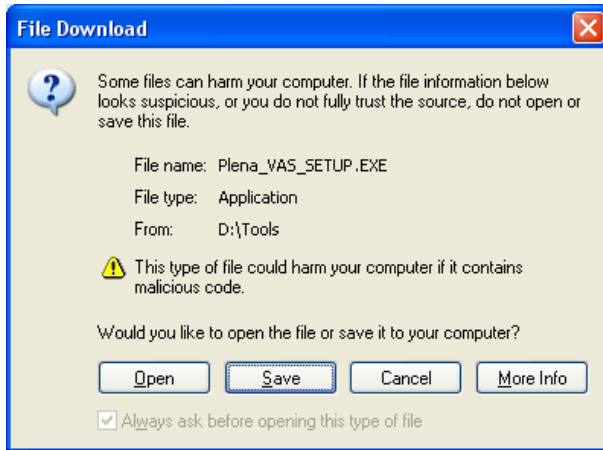 File Download
Some files can harm your computer. If the file information below
looks suspicious, or you do not fully trust the source, do not open or
save this file.
File name: Plena_VAS_SETUP.EXE
File type: Application
From: D:\Tools
This type of file could harm your computer if it contains
malicious code.
Would you like to open the file or save it to your computer?
Open Save Cancel More Info
Always ask before opening this type of file